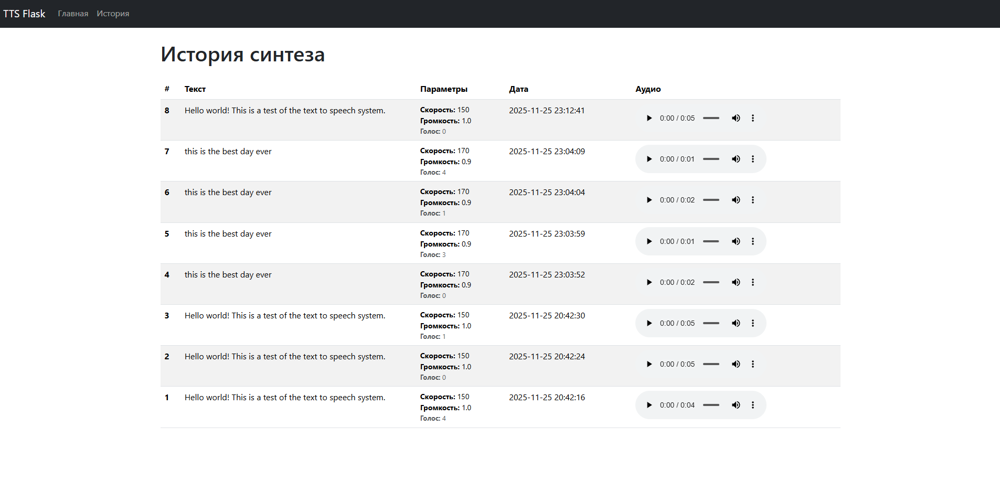 TTS Flask Главная История
История синтеза
# Текст Параметры Дата Аудио
8 Hello world! This is a test of the text to speech system. Скорость: 150 2025-11-25 23:12:41 0:00 / 0:05
Громкость: 1.0
Голос: 0
7 this is the best day ever Скорость: 170 2025-11-25 23:04:09 0:00 / 0:01
Громкость: 0.9
Голос: 4
6 this is the best day ever Скорость: 170 2025-11-25 23:04:04 0:00 / 0:02
Громкость: 0.9
Голос: 1
5 this is the best day ever Скорость: 170 2025-11-25 23:03:59 0:00 / 0:01
Громкость: 0.9
Голос: 3
4 this is the best day ever Скорость: 170 2025-11-25 23:03:52 0:00 / 0:02
Громкость: 0.9
Голос: 0
3 Hello world! This is a test of the text to speech system. Скорость: 150 2025-11-25 20:42:30 0:00 / 0:05
Громкость: 1.0
Голос: 1
2 Hello world! This is a test of the text to speech system. Скорость: 150 2025-11-25 20:42:24 0:00 / 0:05
Громкость: 1.0
Голос: 0
1 Hello world! This is a test of the text to speech system. Скорость: 150 2025-11-25 20:42:16 0:00 / 0:04
Громкость: 1.0
Голос: 4